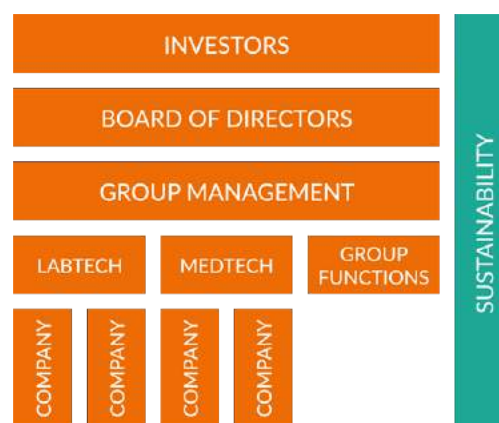 INVESTORS
BOARD OF DIRECTORS
GROUP MANAGEMENT
LABTECH
MEDTECH
GROUP
FUNCTIONS
COMPANY
COMPANY
COMPANY
COMPANY
SUSTAINABILITY